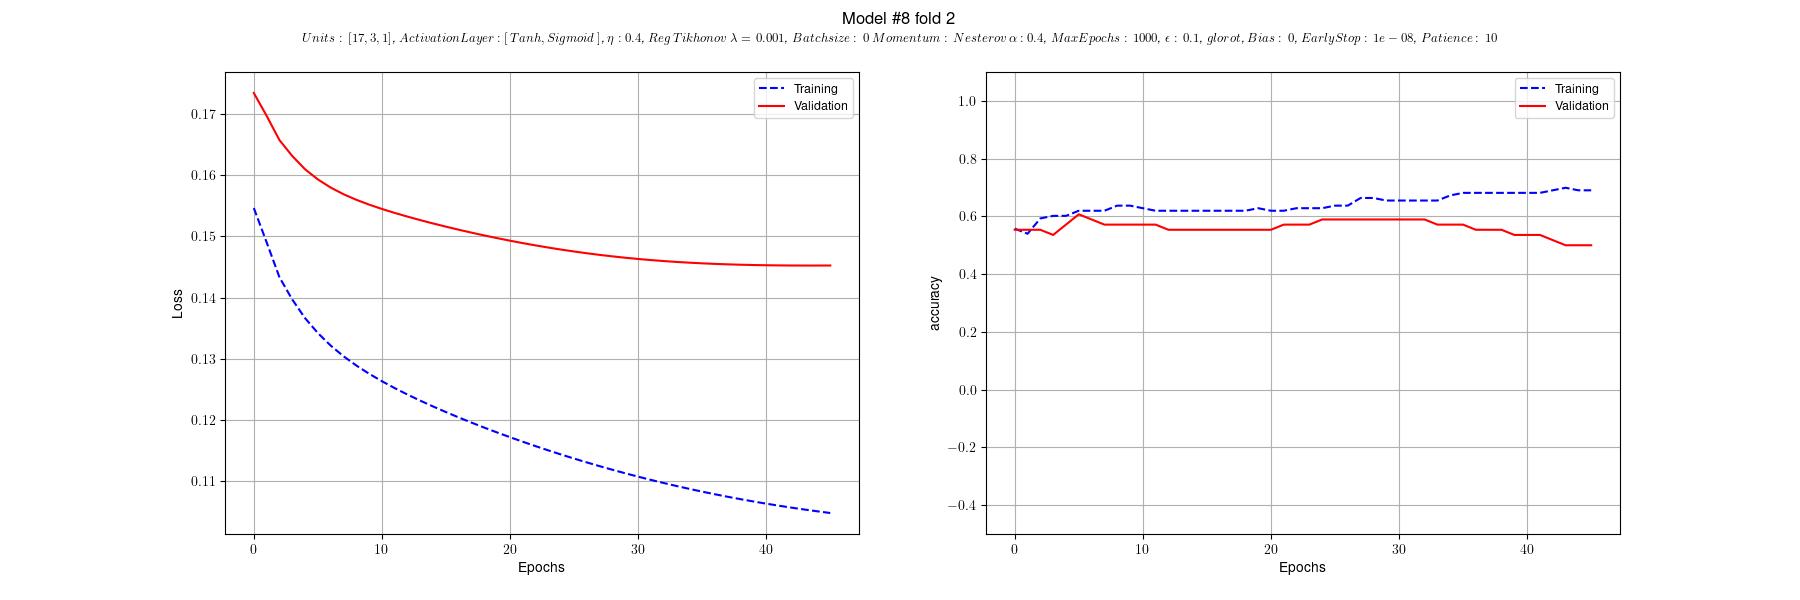 Model #8 fold 2
Units : [17, 3, 1], ActivationLayer : [ Tanh, Sigmoid ], η : 0.4, Reg Tikhonov λ = 0.001, Batchsize : 0 Momentum : Nesterov α : 0.4, MaxEpochs : 1000, ϵ : 0.1, glorot, Bias : 0, EarlyStop : 1e − 08, Patience : 10
Training
Validation
0.17
0.16
0.15
0.14
0.13
0.12
0.11
Loss
0 10 20 30 40
Epochs
Training
Validation
1.0
0.8
0.6
0.4
0.2
0.0
−0.2
−0.4
accuracy
0 10 20 30 40
Epochs